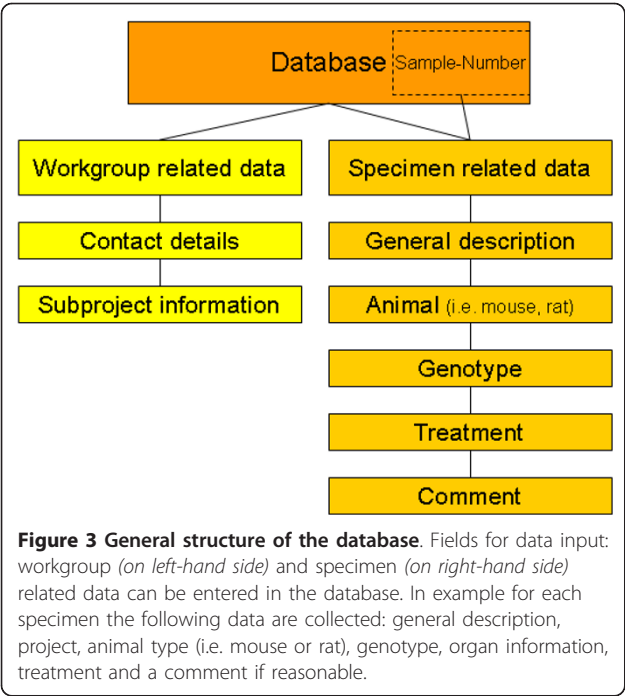 Database Sample-Number
Workgroup related data
Specimen related data
Contact details
General description
Subproject information
Animal (i.e. mouse, rat)
Genotype
Treatment
Comment
Figure 3 General structure of the database. Fields for data input:
workgroup (on left-hand side) and specimen (on right-hand side)
related data can be entered in the database. In example for each
specimen the following data are collected: general description,
project, animal type (i.e. mouse or rat), genotype, organ information,
treatment and a comment if reasonable.